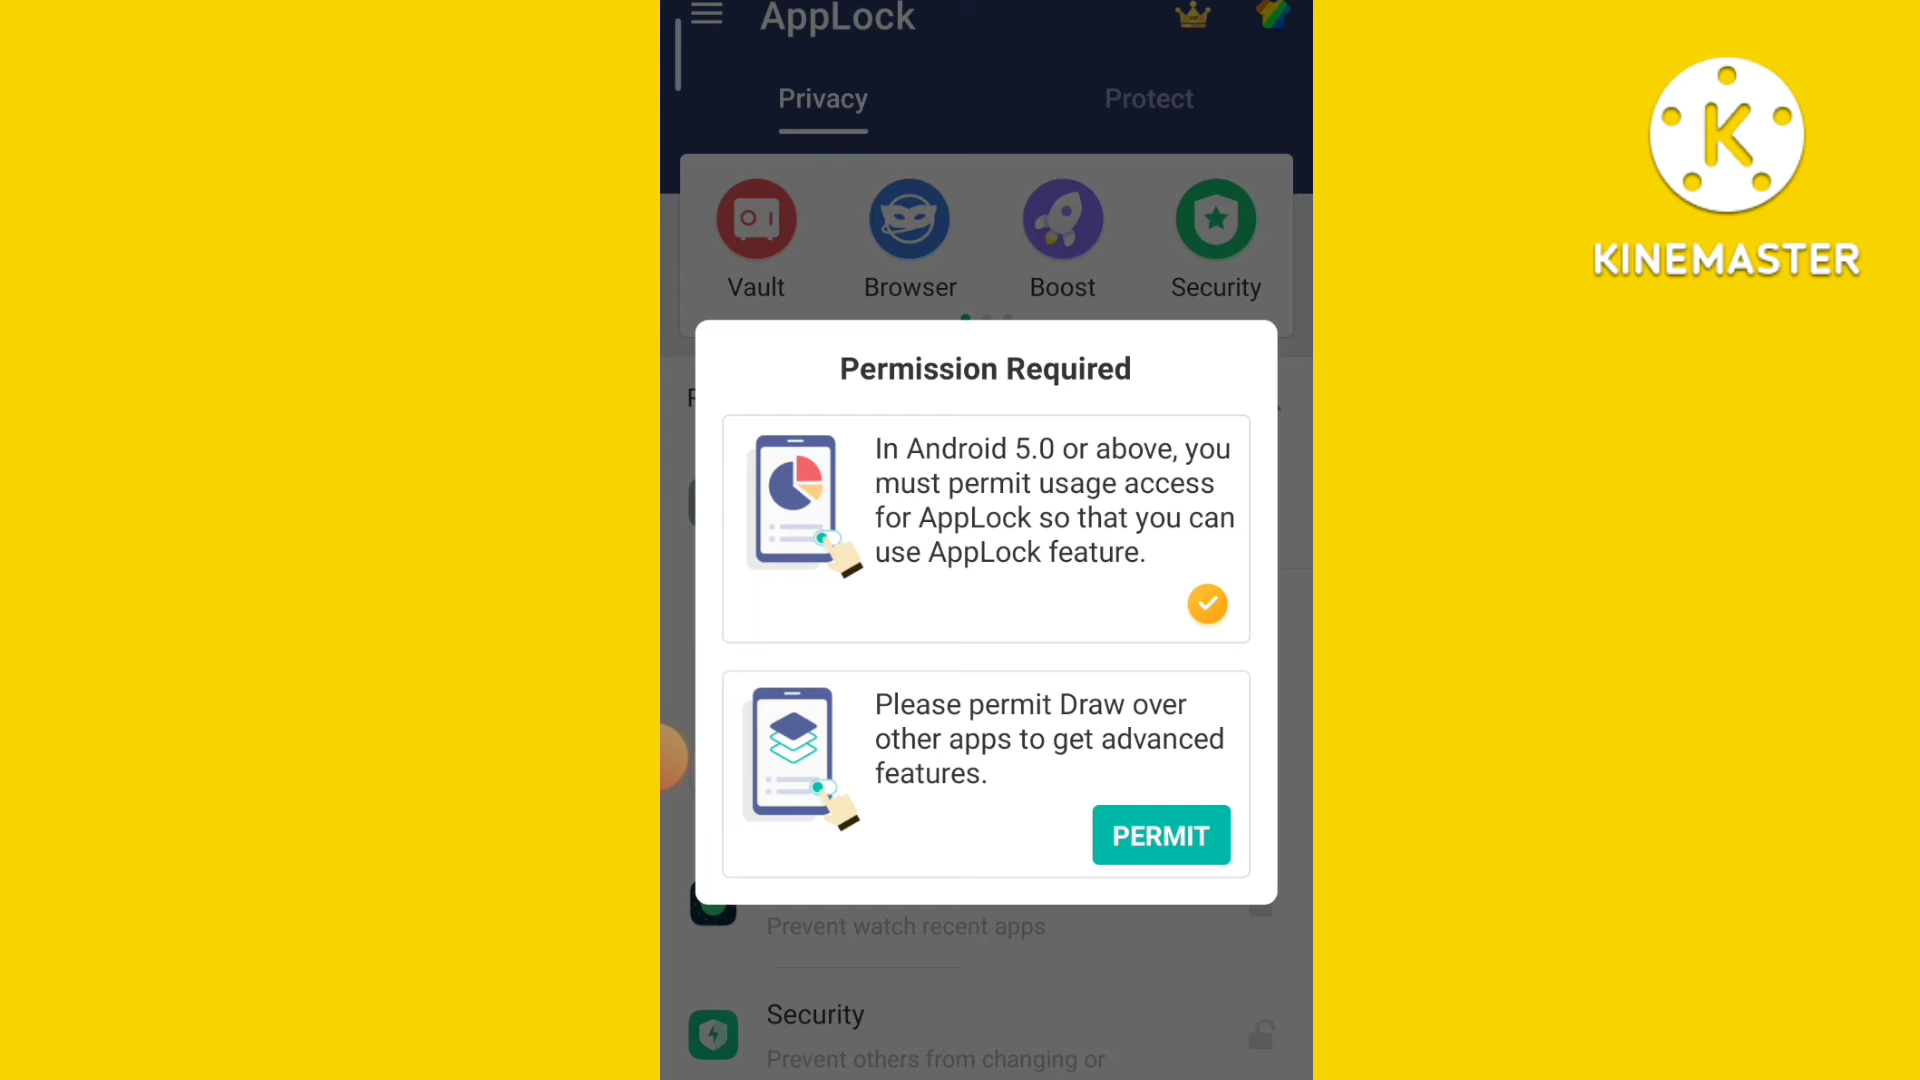 AppLock
Privacy
Protect
Vault
Browser
Boost
Security
Permission Required
In Android 5.0 or above, you
must permit usage access
for AppLock so that you can
use AppLock feature.
Please permit Draw over
other apps to get advanced
features.
PERMIT
Prevent watch recent apps
Security
Prevent others from changing or
K
KINEMASTER